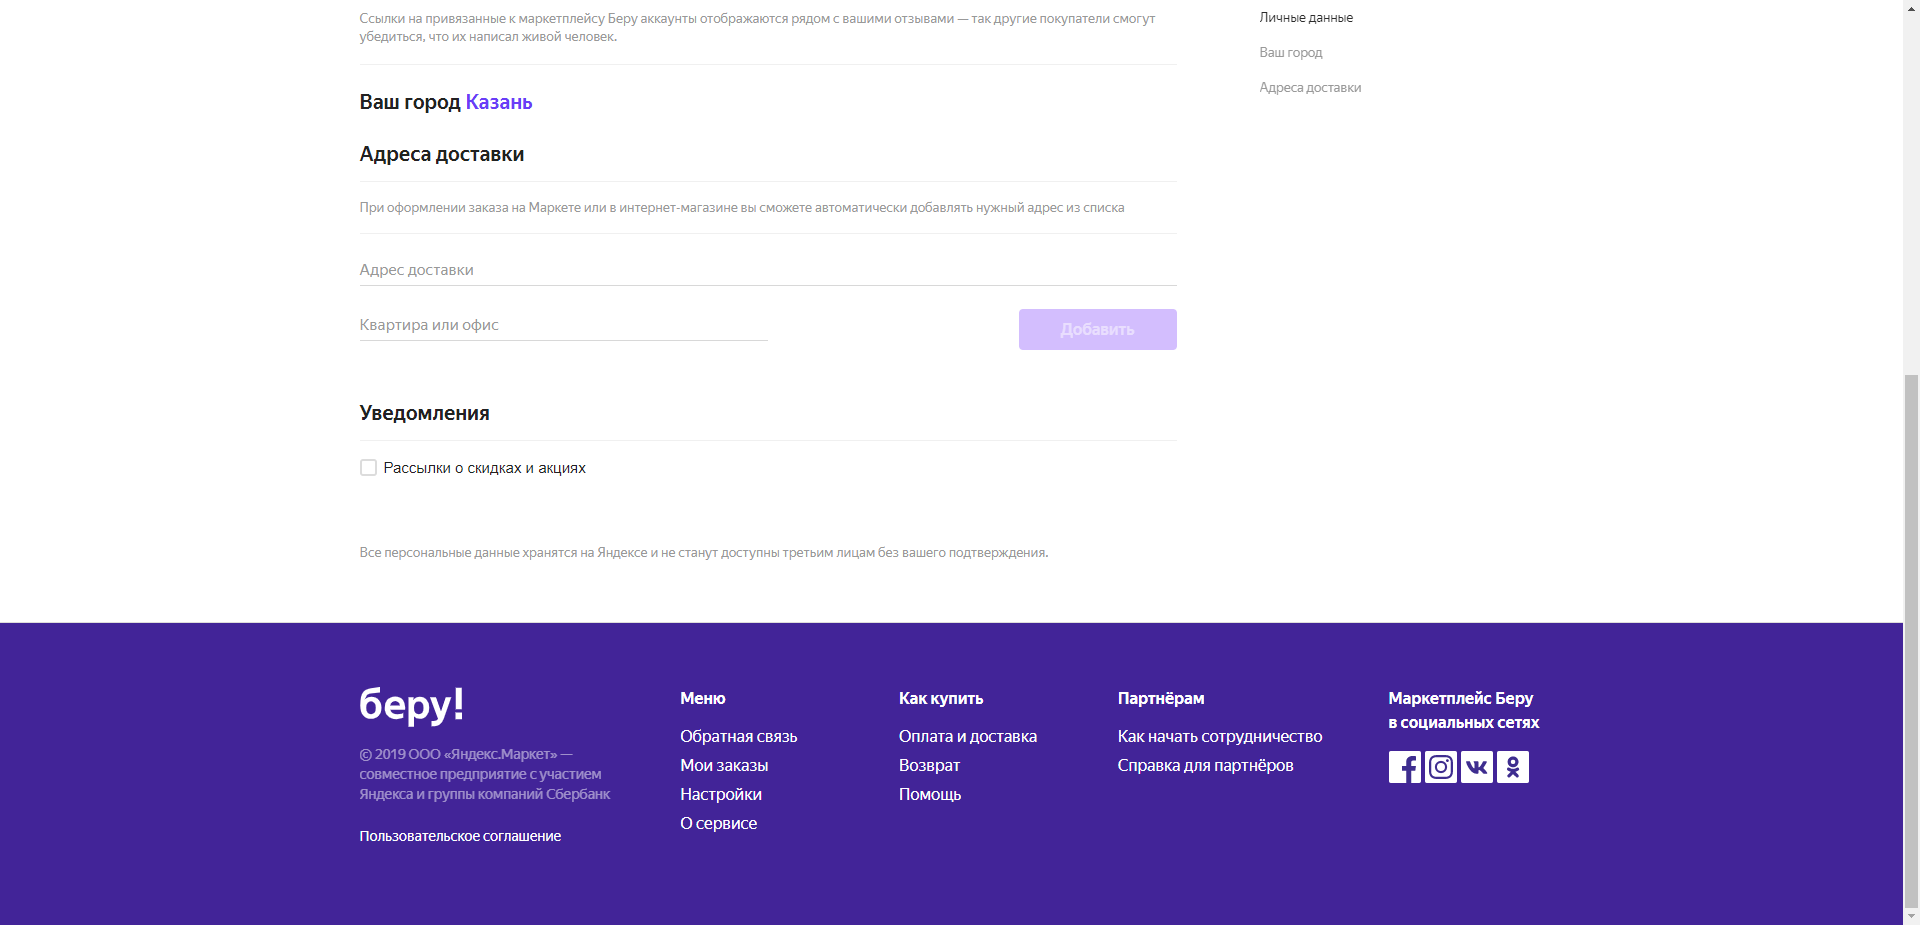 Ссылки на привязанные к маркетплейсу Беру аккаунты отображаются рядом с вашими отзывами — так другие покупатели смогут
убедиться, что их написал живой человек.
Личные данные
Ваш город
Адреса доставки
Ваш город Казань
Адреса доставки
При оформлении заказа на Маркете или в интернет-магазине вы сможете автоматически добавлять нужный адрес из списка
Адрес доставки
Квартира или офис
Добавить
Уведомления
Рассылки о скидках и акциях
Все персональные данные хранятся на Яндексе и не станут доступны третьим лицам без вашего подтверждения.
беру!
© 2019 ООО «Яндекс.Маркет» —
совместное предприятие с участием
Яндекса и группы компаний Сбербанк
Пользовательское соглашение
Меню
Обратная связь
Мои заказы
Настройки
О сервисе
Как купить
Оплата и доставка
Возврат
Помощь
Партнёрам
Как начать сотрудничество
Справка для партнёров
Маркетплейс Беру
в социальных сетях